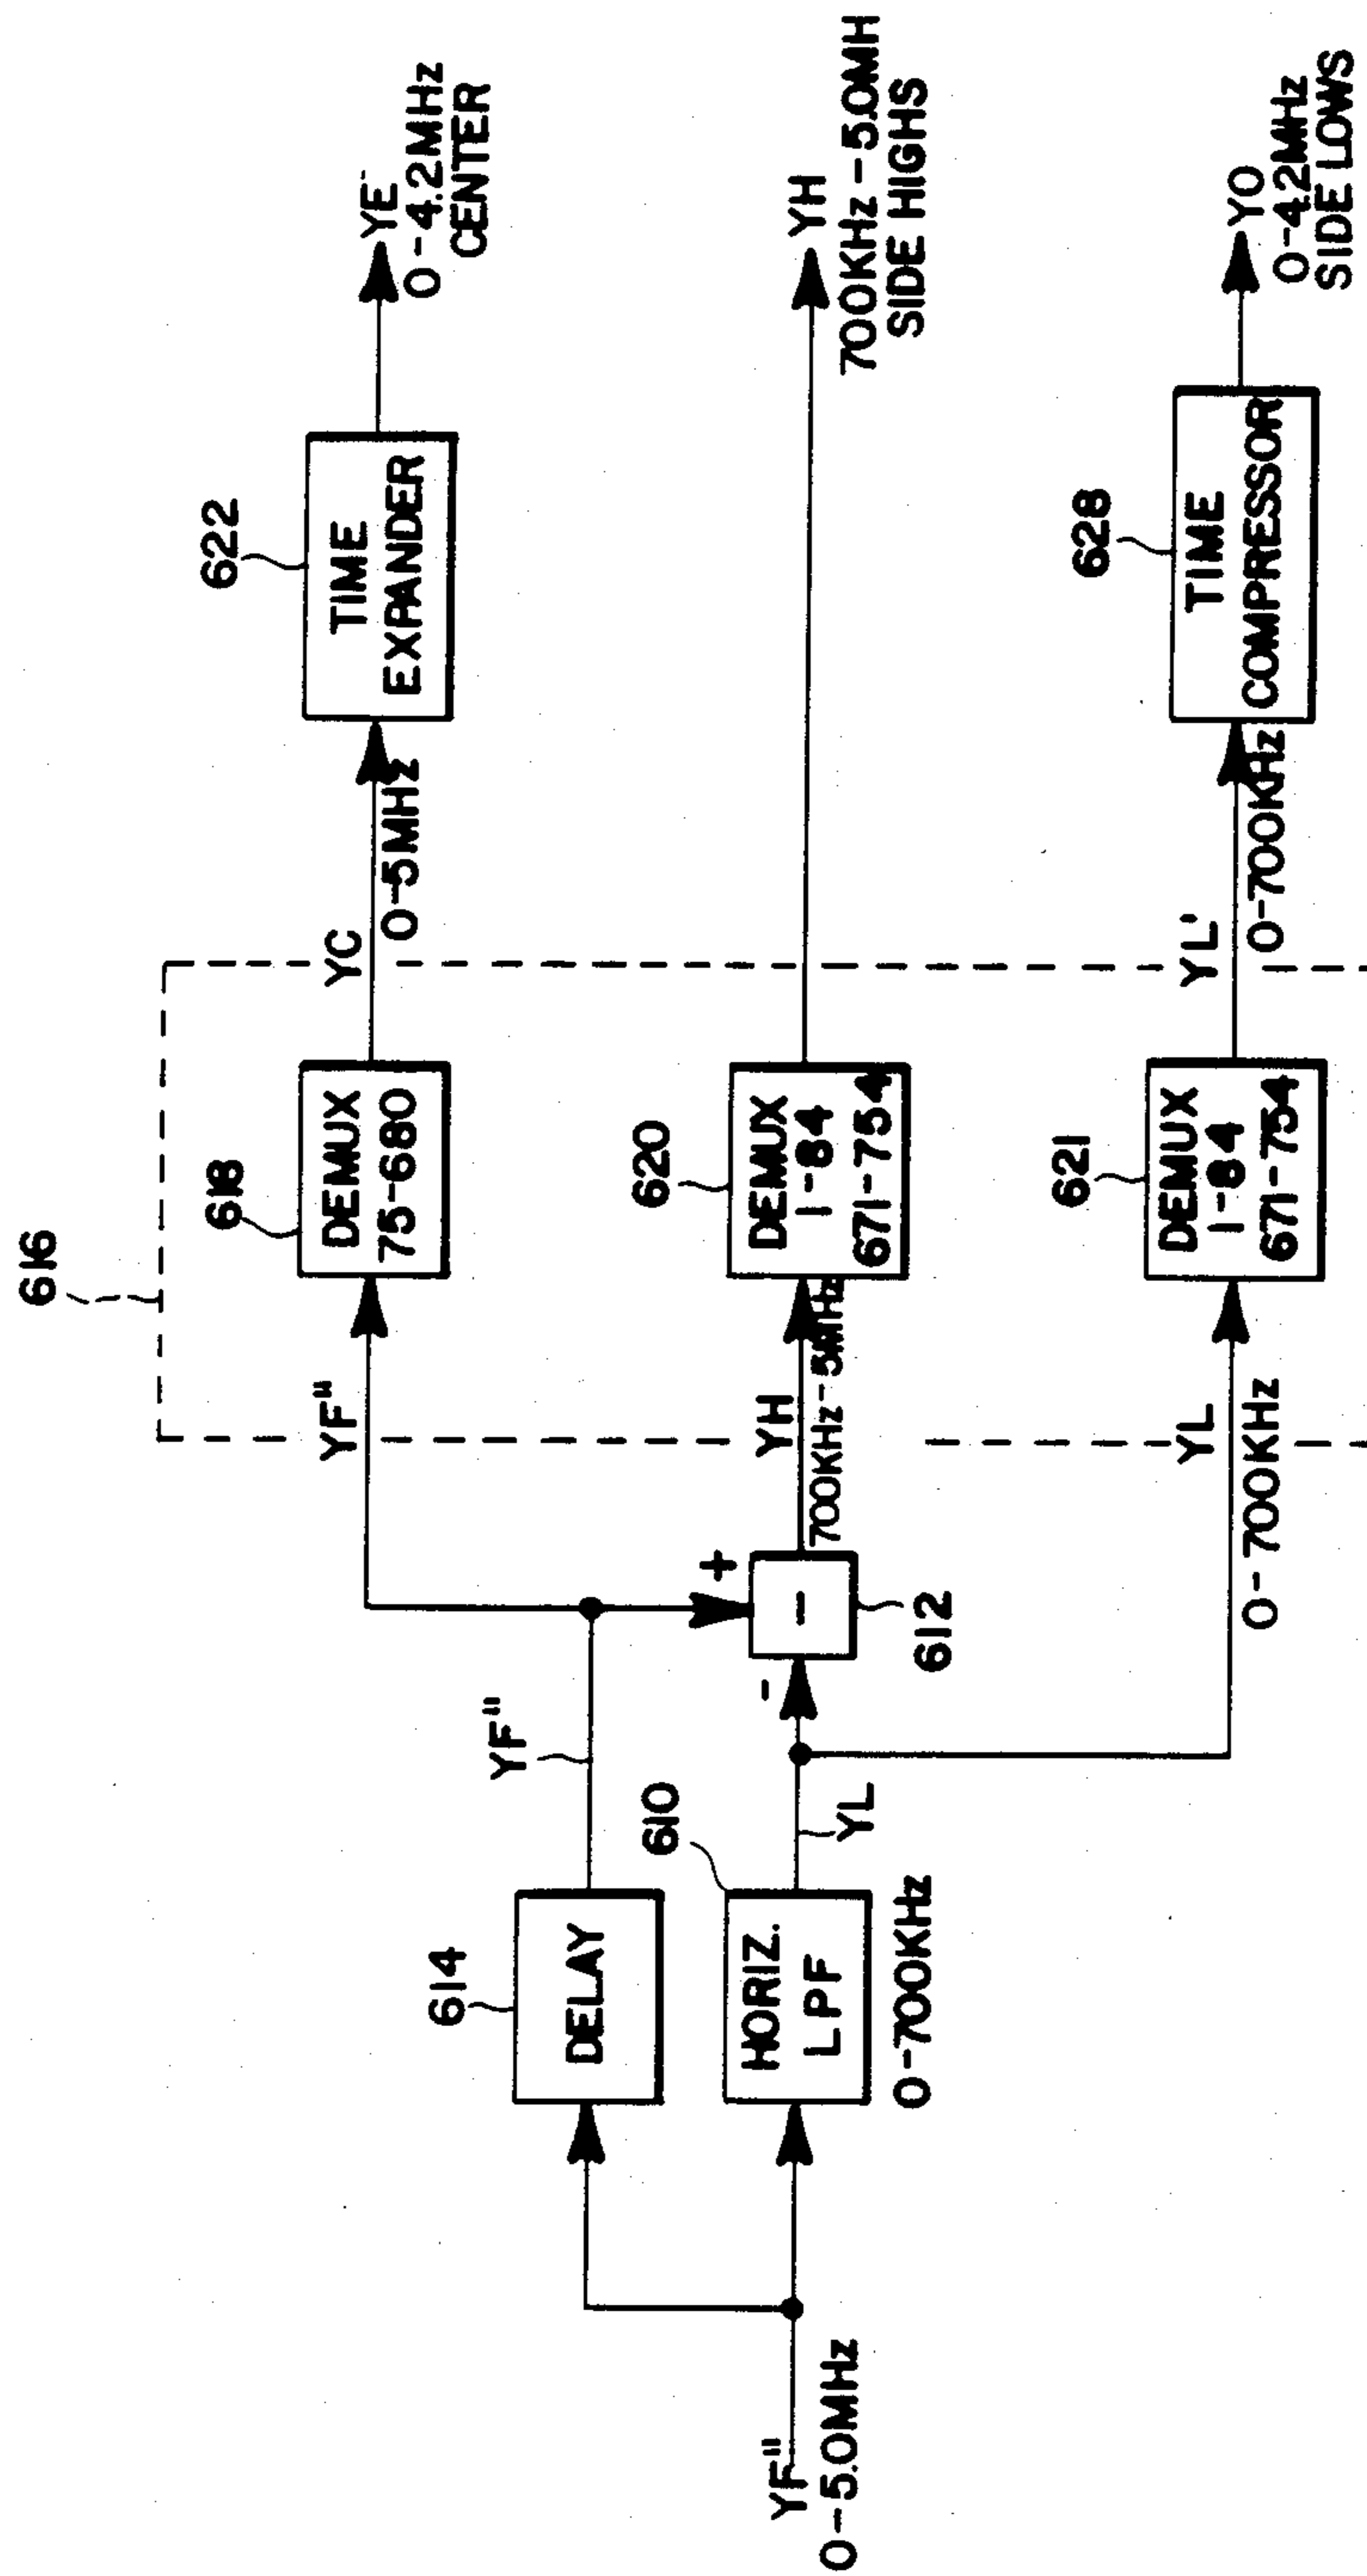 YF"
0-5.0MHz
614
DELAY
610
HORIZ.
LPF
0-700KHz
YF"
YL
612
+
-
-
616
YF"
YH
700KHz-5MHz
YL
0-700KHz
618
DEMUX
75-680
620
DEMUX
1-84
671-754
621
DEMUX
1-84
671-754
YC
0-5MHz
YL'
0-700KHz
622
TIME
EXPANDER
628
TIME
COMPRESSOR
YE
0-4.2MHz
CENTER
YH
700KHz-5.0MH
SIDE HIGHS
YO
0-4.2MHz
SIDE LOWS